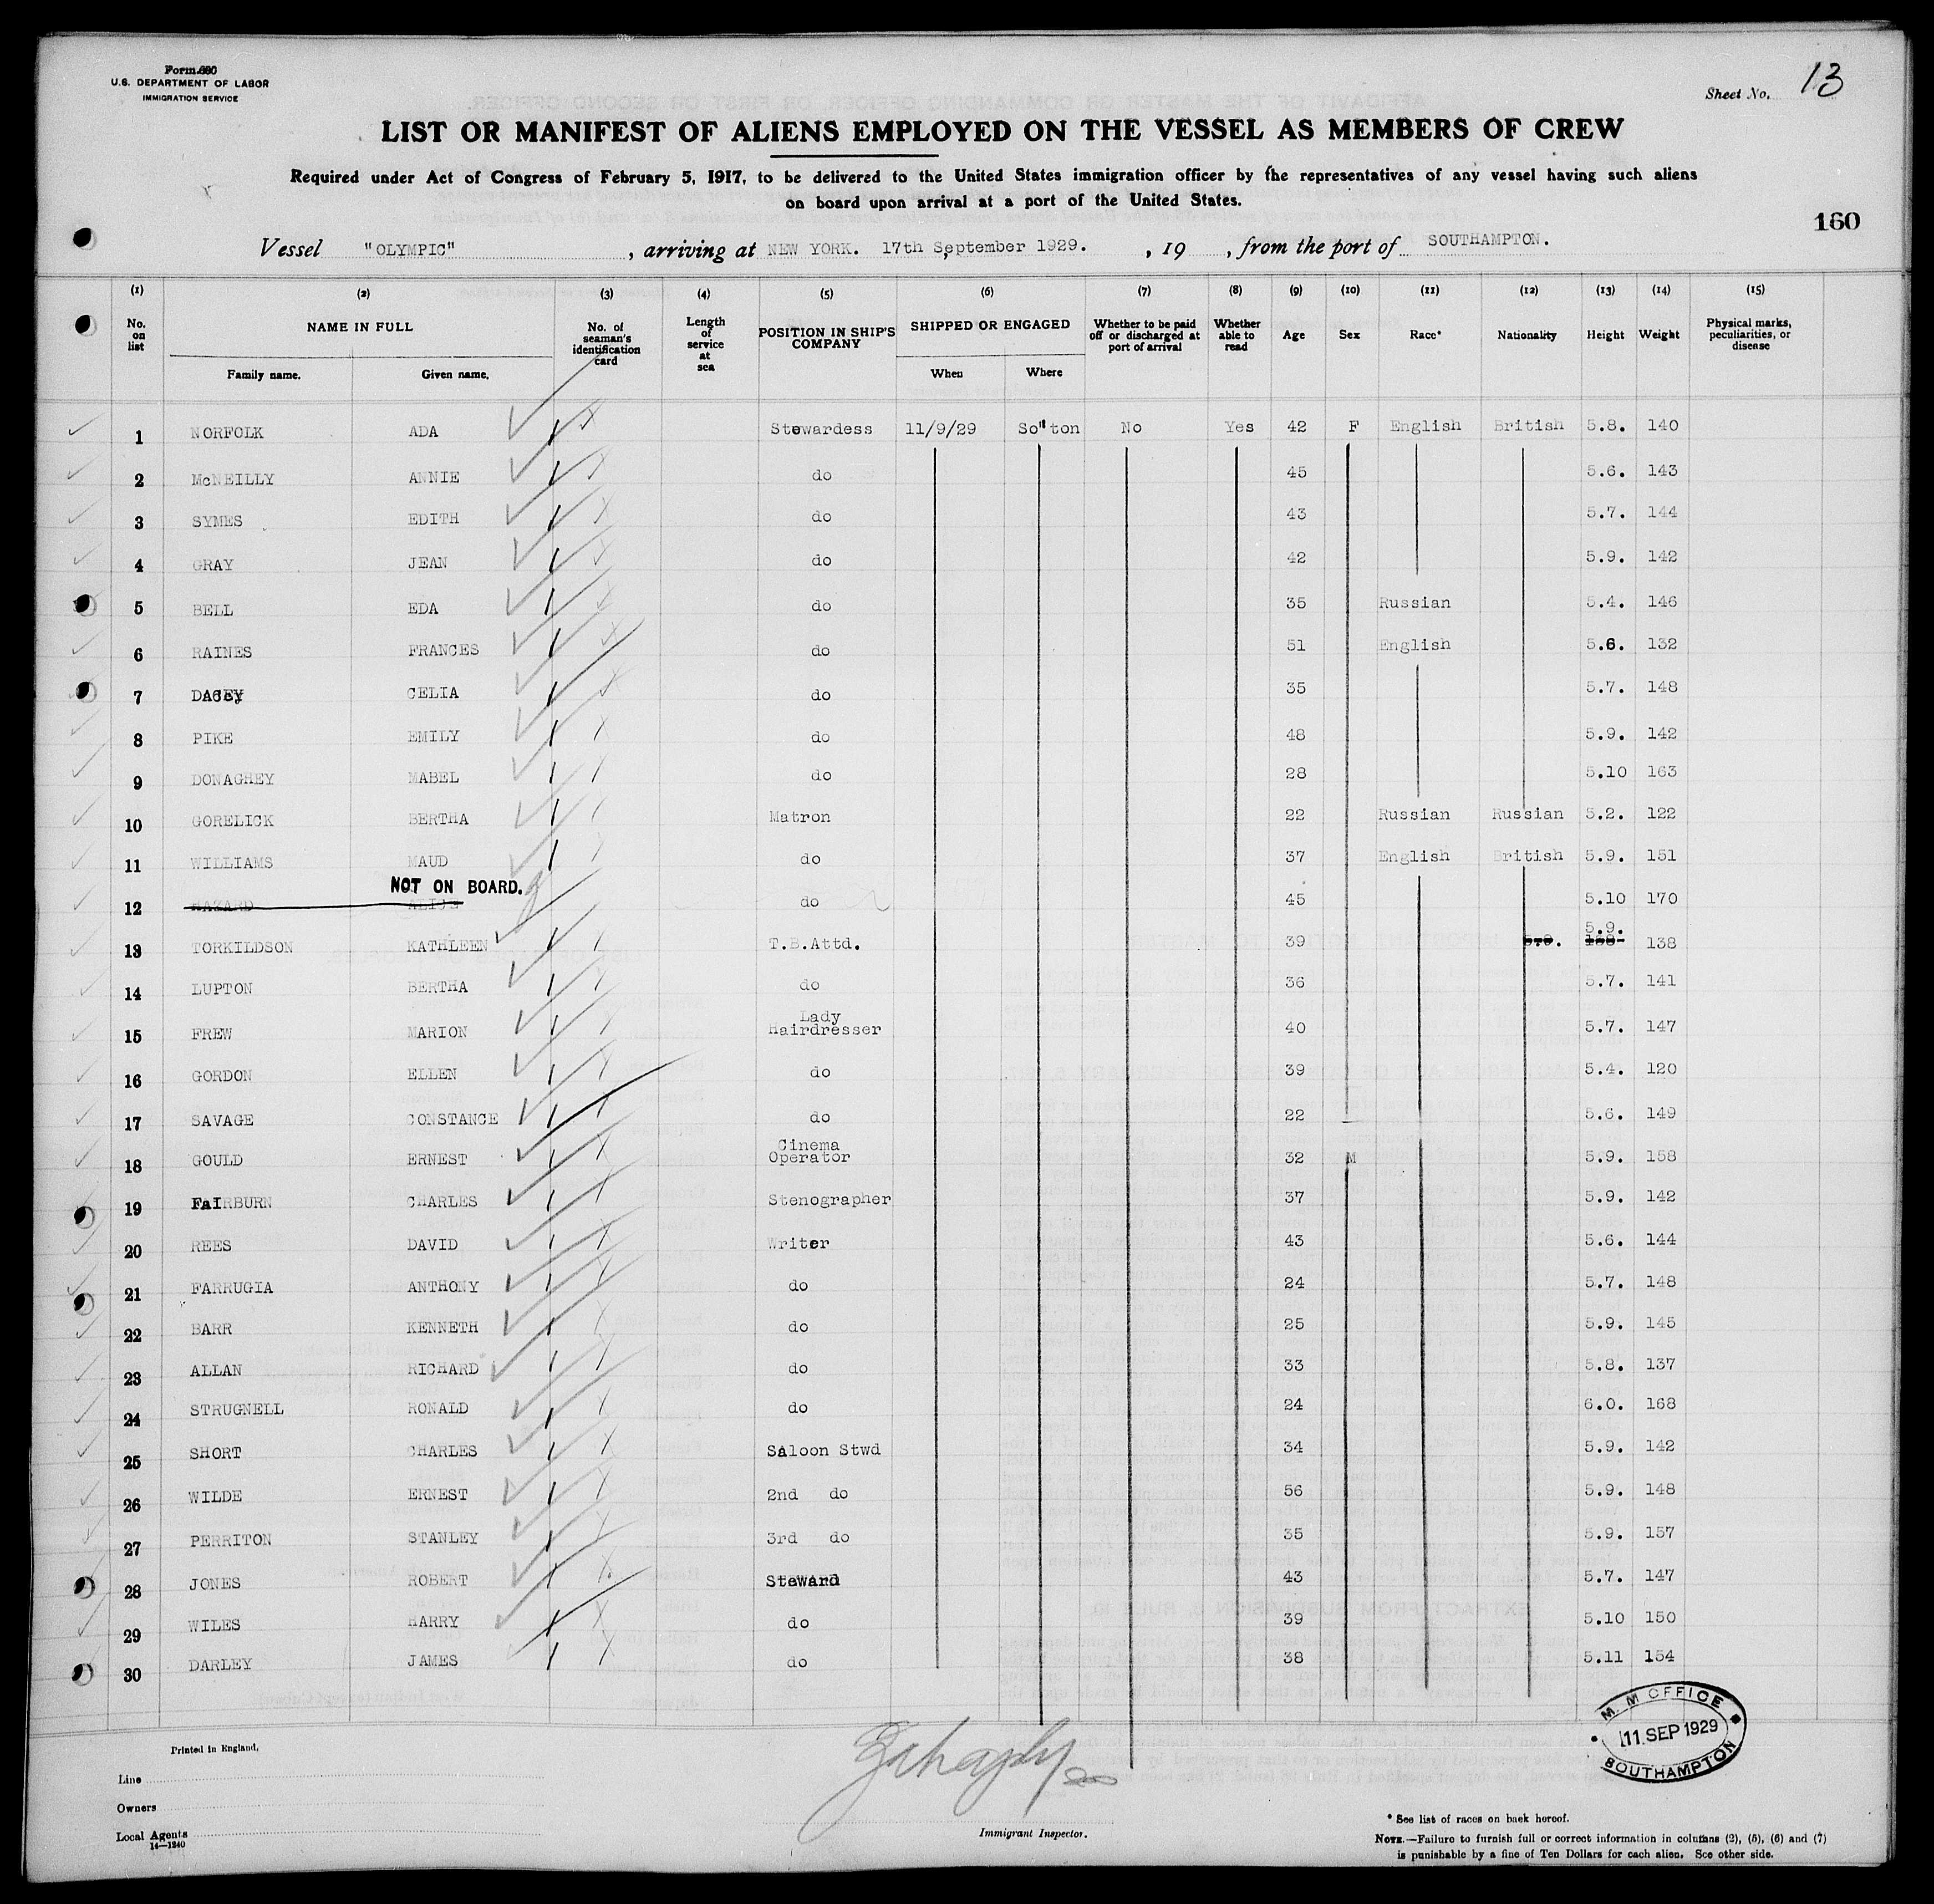 Form 680
U.S. DEPARTMENT OF LABOR
IMMIGRATION SERVICE
Sheet No. 13
LIST OR MANIFEST OF ALIENS EMPLOYED ON THE VESSEL AS MEMBERS OF CREW
Required under Act of Congress of February 5, 1917, to be delivered to the United States immigration officer by the representatives of any vessel having such aliens
on board upon arrival at a port of the United States.
160
Vessel "OLYMPIC" , arriving at NEW YORK. 17th September 1929. , 19 , from the port of SOUTHAMPTON.
(1) (2) (3) (4) (5) (6) (7) (8) (9) (10) (11) (12) (13) (14) (15)
No. on list NAME IN FULL No. of seaman's identification card Length of service at sea POSITION IN SHIP'S COMPANY SHIPPED OR ENGAGED Whether to be paid off or discharged at port of arrival Whether able to read Age Sex Race* Nationality Height Weight Physical marks, peculiarities, or disease
Family name. Given name. When Where
1 NORFOLK ADA Stewardess 11/9/29 So"ton No Yes 42 F English British 5.8. 140
2 McNEILLY ANNIE do 45 5.6. 143
3 SYMES EDITH do 43 5.7. 144
4 GRAY JEAN do 42 5.9. 142
5 BELL EDA do 35 Russian 5.4. 146
6 RAINES FRANCES do 51 English 5.6. 132
7 DACEY CELIA do 35 5.7. 148
8 PIKE EMILY do 48 5.9. 142
9 DONAGHEY MABEL do 28 5.10 163
10 GORELICK BERTHA Matron 22 Russian Russian 5.2. 122
11 WILLIAMS MAUD do 37 English British 5.9. 151
NOT ON BOARD.
12 HAZARD ALICE do 45 5.10 170
13 TORKILDSON KATHLEEN T.B.Attd. 39 5.9. 5.9. 138
14 LUPTON BERTHA do 36 5.7. 141
15 FREW MARION Lady Hairdresser 40 5.7. 147
16 GORDON ELLEN do 39 5.4. 120
17 SAVAGE CONSTANCE do 22 5.6. 149
18 GOULD ERNEST Cinema Operator 32 M 5.9. 158
19 FaIRBURN CHARLES Stenographer 37 5.9. 142
20 REES DAVID Writer 43 5.6. 144
21 FARRUGIA ANTHONY do 24 5.7. 148
22 BARR KENNETH do 25 5.9. 145
23 ALLAN RICHARD do 33 5.8. 137
24 STRUGNELL RONALD do 24 6.0. 168
25 SHORT CHARLES Saloon Stwd 34 5.9. 142
26 WILDE ERNEST 2nd do 56 5.9. 148
27 PERRITON STANLEY 3rd do 35 5.9. 157
28 JONES ROBERT Steward 43 5.7. 147
29 WILES HARRY do 39 5.10 150
30 DARLEY JAMES do 38 5.11 154
M. M OFFICE
11 SEP 1929
SOUTHAMPTON
Printed in England.
Line
Owners
Local Agents
14—1240
Immigrant Inspector.
* See list of races on back hereof.
NOTE.—Failure to furnish full or correct information in columns (2), (5), (6) and (7)
is punishable by a fine of Ten Dollars for each alien. See other side.